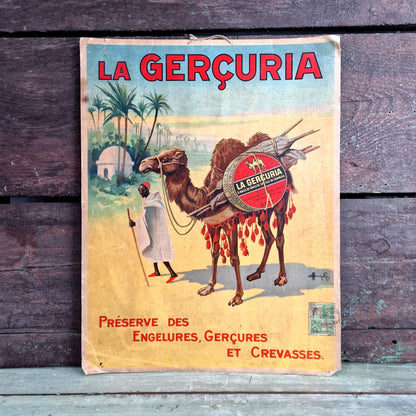 LA GERÇURIA
LA GERÇURIA
PRÉSERVE DES
ENGELURES, GERÇURES
ET CREVASSES.